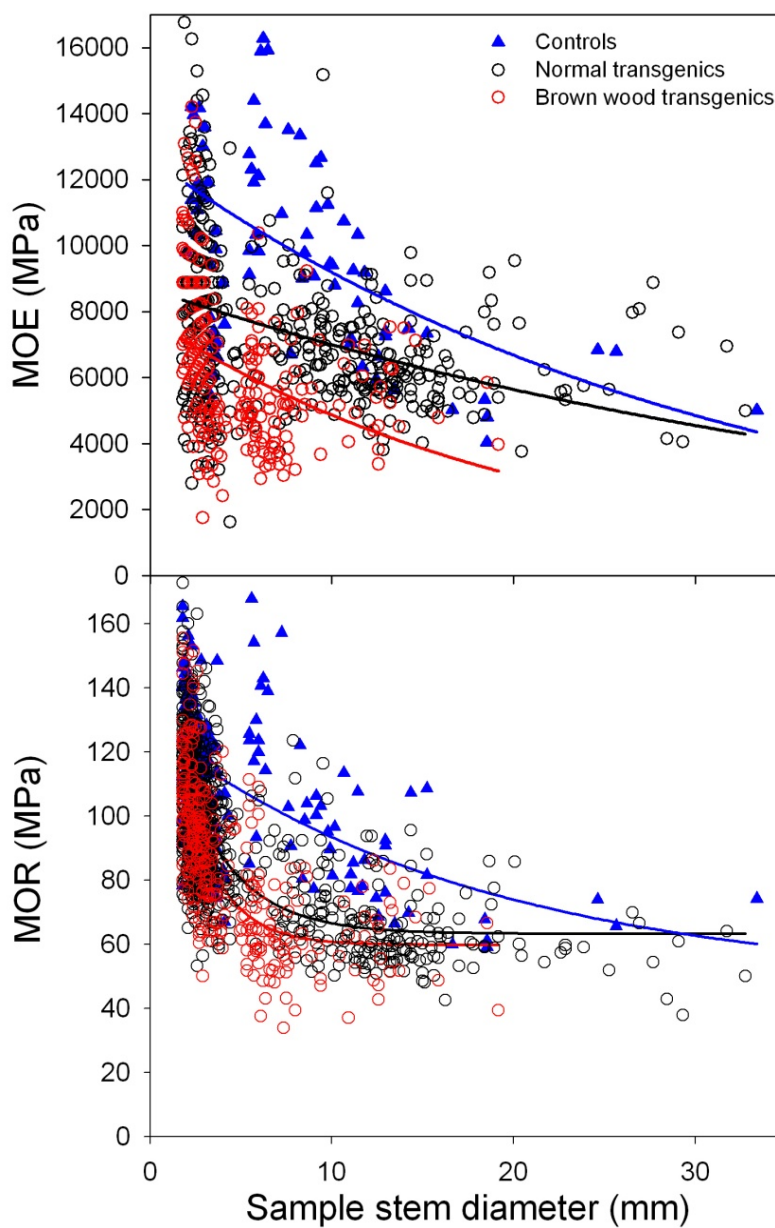 16000
14000
12000
10000
8000
6000
4000
2000
0
MOE (MPa)
Controls
Normal transgenics
Brown wood transgenics
160
140
120
100
80
60
40
20
0
MOR (MPa)
0 10 20 30
Sample stem diameter (mm)